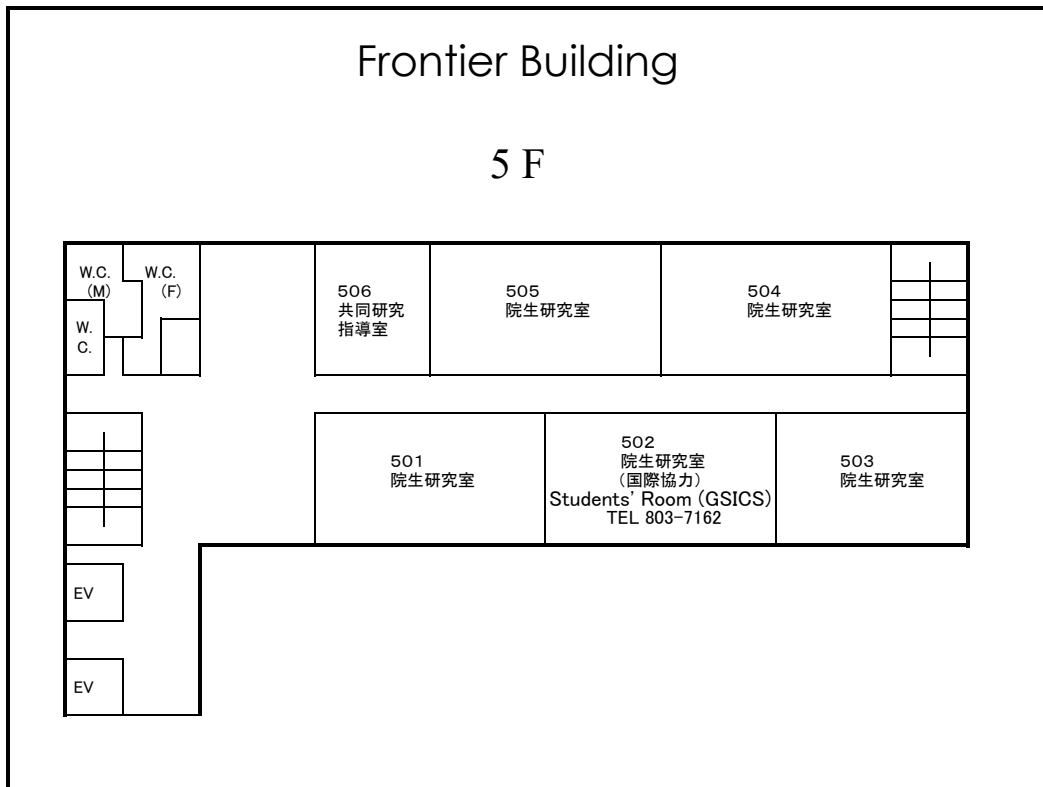 Frontier Building
5 F
W.C.
(M)
W.C.
(F)
W.
C.
506
共同研究
指導室
505
院生研究室
504
院生研究室
501
院生研究室
502
院生研究室
（国際協力）
Students' Room (GSICS)
TEL 803-7162
503
院生研究室
EV
EV